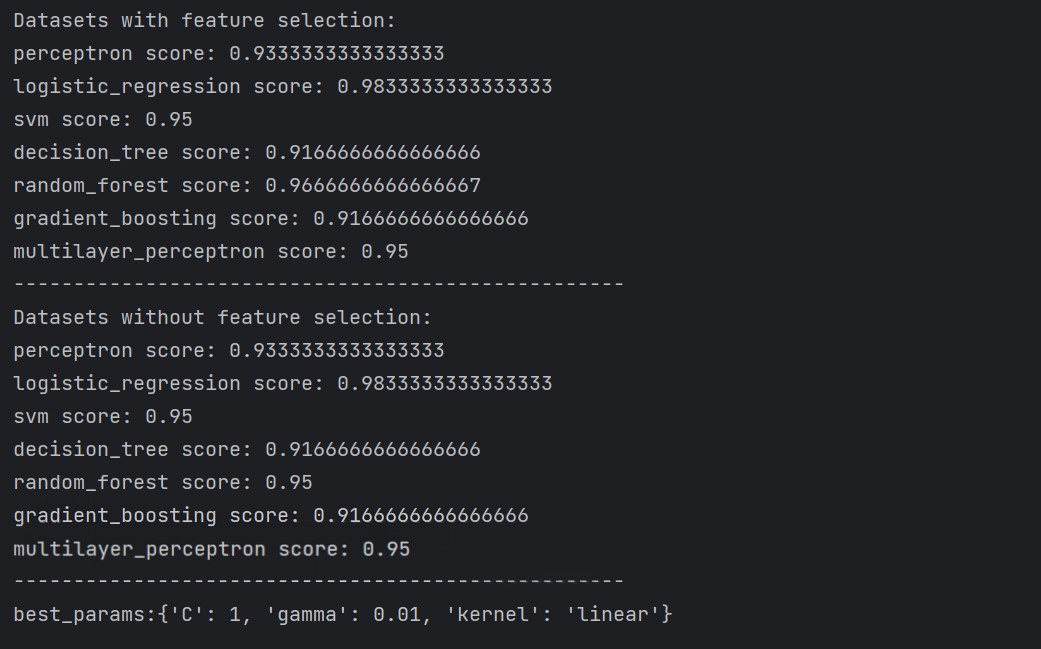 Datasets with feature selection:
perceptron score: 0.9333333333333333
logistic_regression score: 0.9833333333333333
svm score: 0.95
decision_tree score: 0.9166666666666666
random_forest score: 0.9666666666666667
gradient_boosting score: 0.9166666666666666
multilayer_perceptron score: 0.95
---------------------------------------------------
Datasets without feature selection:
perceptron score: 0.9333333333333333
logistic_regression score: 0.9833333333333333
svm score: 0.95
decision_tree score: 0.9166666666666666
random_forest score: 0.95
gradient_boosting score: 0.9166666666666666
multilayer_perceptron score: 0.95
---------------------------------------------------
best_params:{'C': 1, 'gamma': 0.01, 'kernel': 'linear'}